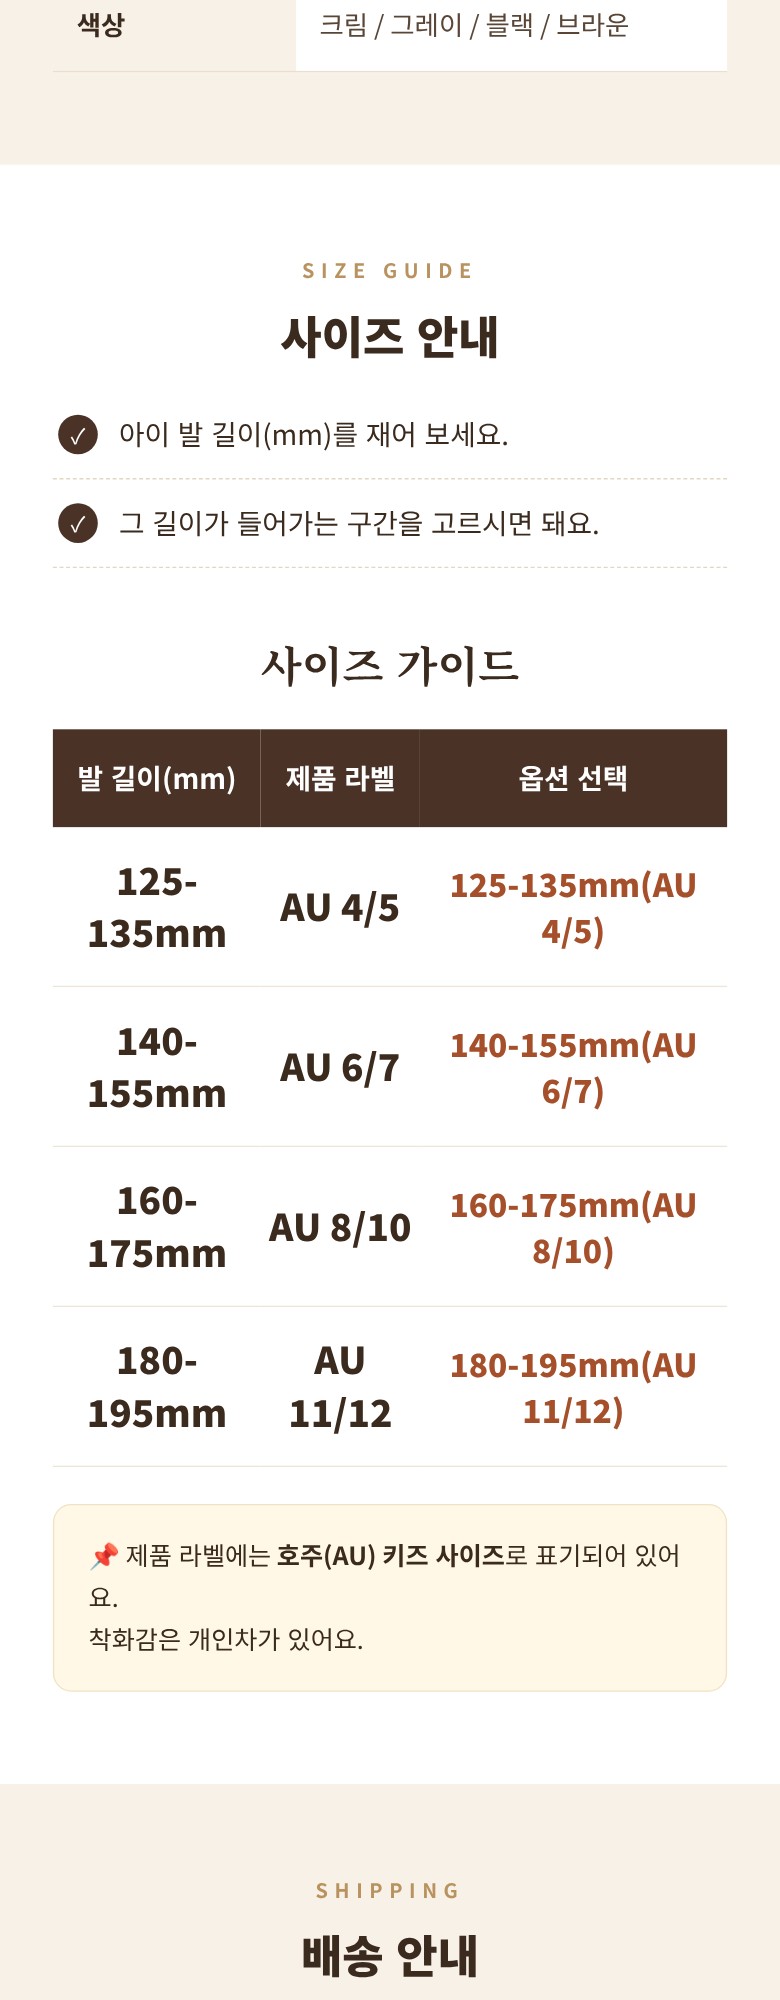 색상 크림 / 그레이 / 블랙 / 브라운
SIZE GUIDE
사이즈 안내
✓ 아이 발 길이(mm)를 재어 보세요.
✓ 그 길이가 들어가는 구간을 고르시면 돼요.
사이즈 가이드
발 길이(mm) 제품 라벨 옵션 선택
125-
135mm
AU 4/5
125-135mm(AU
4/5)
140-
155mm
AU 6/7
140-155mm(AU
6/7)
160-
175mm
AU 8/10
160-175mm(AU
8/10)
180-
195mm
AU
11/12
180-195mm(AU
11/12)
📌 제품 라벨에는 호주(AU) 키즈 사이즈로 표기되어 있어
요.
착화감은 개인차가 있어요.
SHIPPING
배송 안내